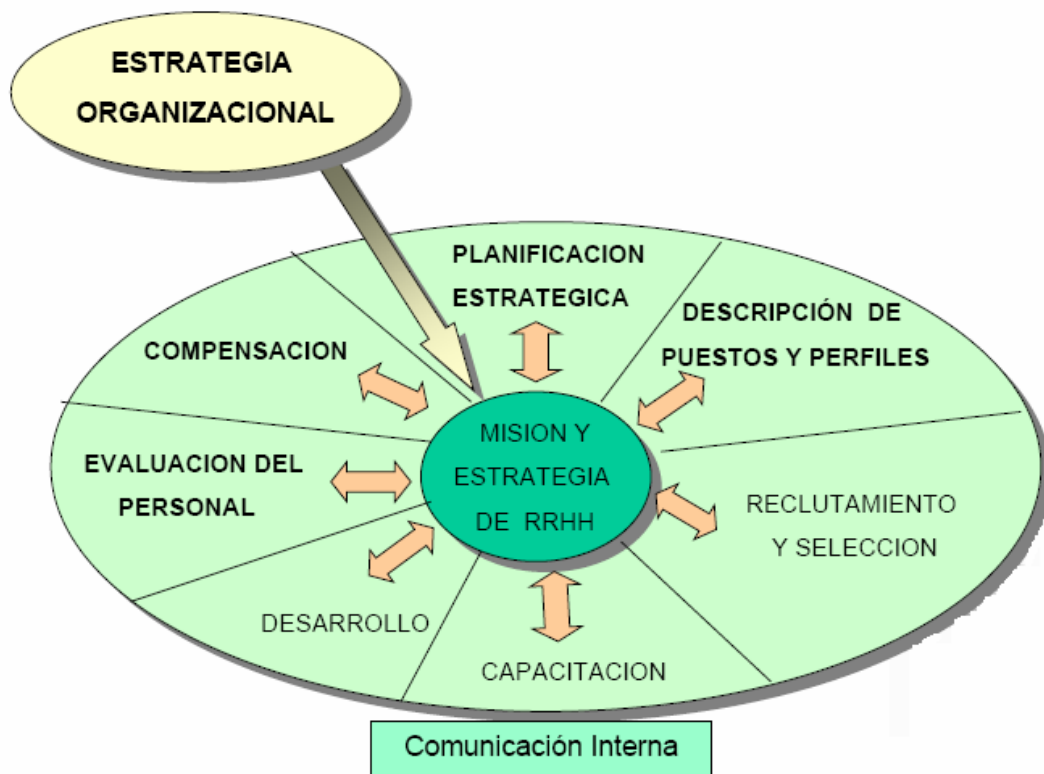 ESTRATEGIA
ORGANIZACIONAL
PLANIFICACION
ESTRATEGICA
DESCRIPCIÓN DE
PUESTOS Y PERFILES
COMPENSACION
MISION Y
ESTRATEGIA
DE RRHH
EVALUACION DEL
PERSONAL
RECLUTAMIENTO
Y SELECCION
DESARROLLO
CAPACITACION
Comunicación Interna